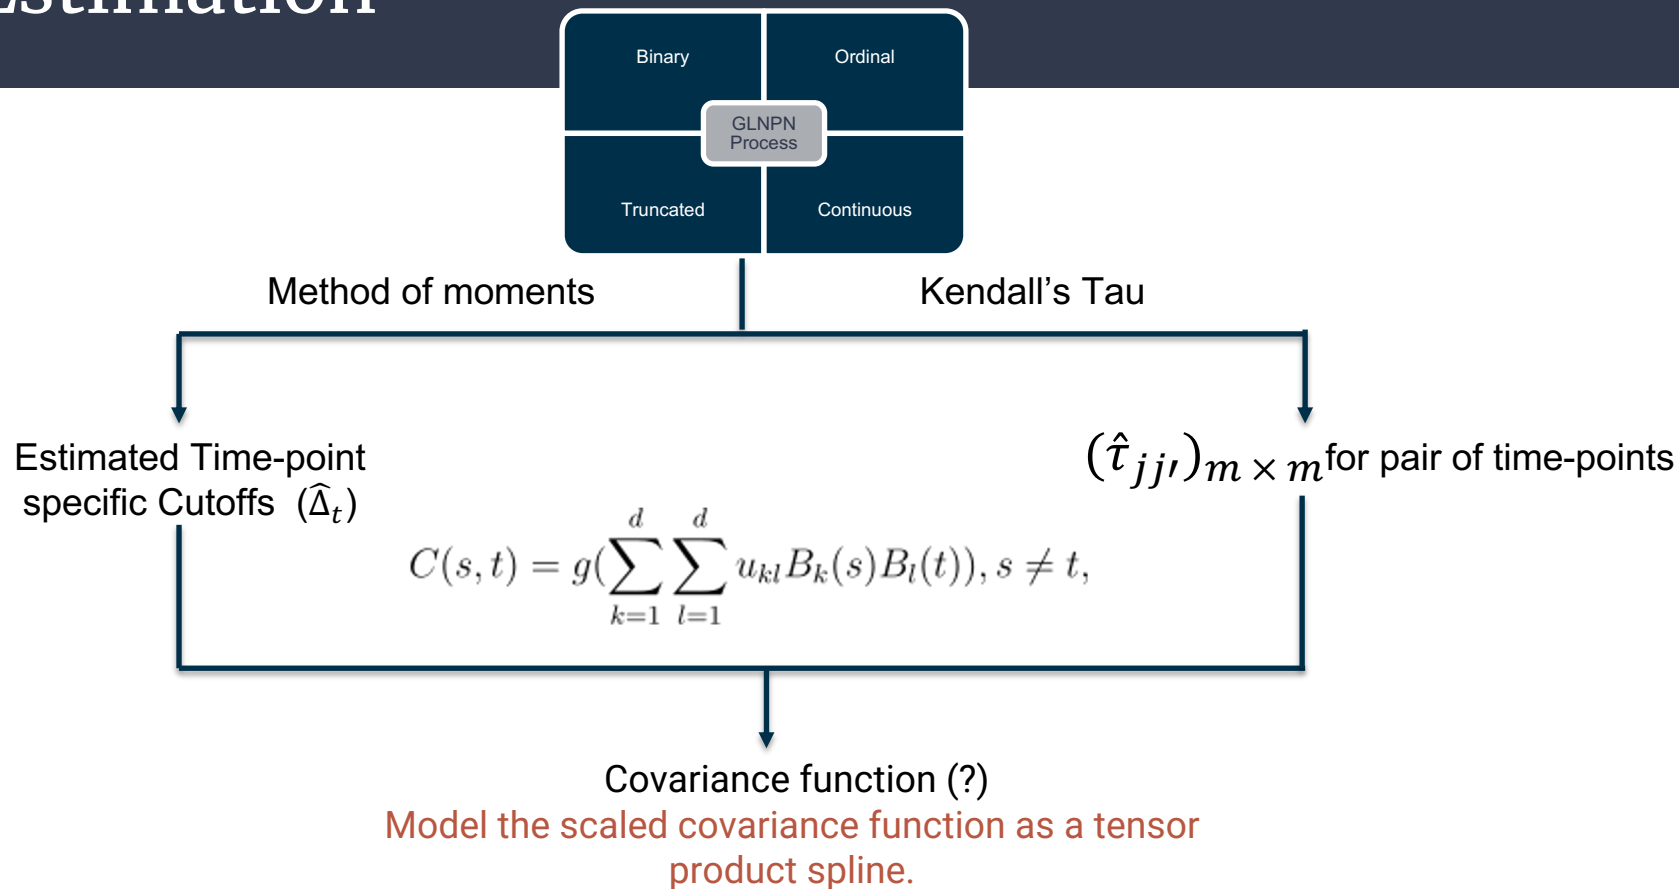 Estimation
Binary
Ordinal
GLNPN
Process
Truncated
Continuous
Method of moments
Kendall's Tau
Estimated Time-point
specific Cutoffs (Δ̂ₜ)
(τ̂ⱼⱼ′)ₘ ₓ ₘ for pair of time-points
C(s, t) = g(∑_{k=1}^{d} ∑_{l=1}^{d} u_{kl}B_k(s)B_l(t)), s ≠ t,
Covariance function (?)
Model the scaled covariance function as a tensor
product spline.